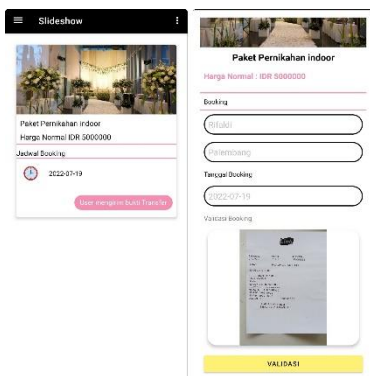 Slideshow
Paket Pernikahan indoor
Harga Normal IDR 5000000
Jadwal Booking
2022-07-19
User mengirim bukti Transfer
Paket Pernikahan indoor
Harga Normal : IDR 5000000
Booking
Rifaldi
Palembang
Tanggal Booking
2022-07-19
Validasi Booking
VALIDASI